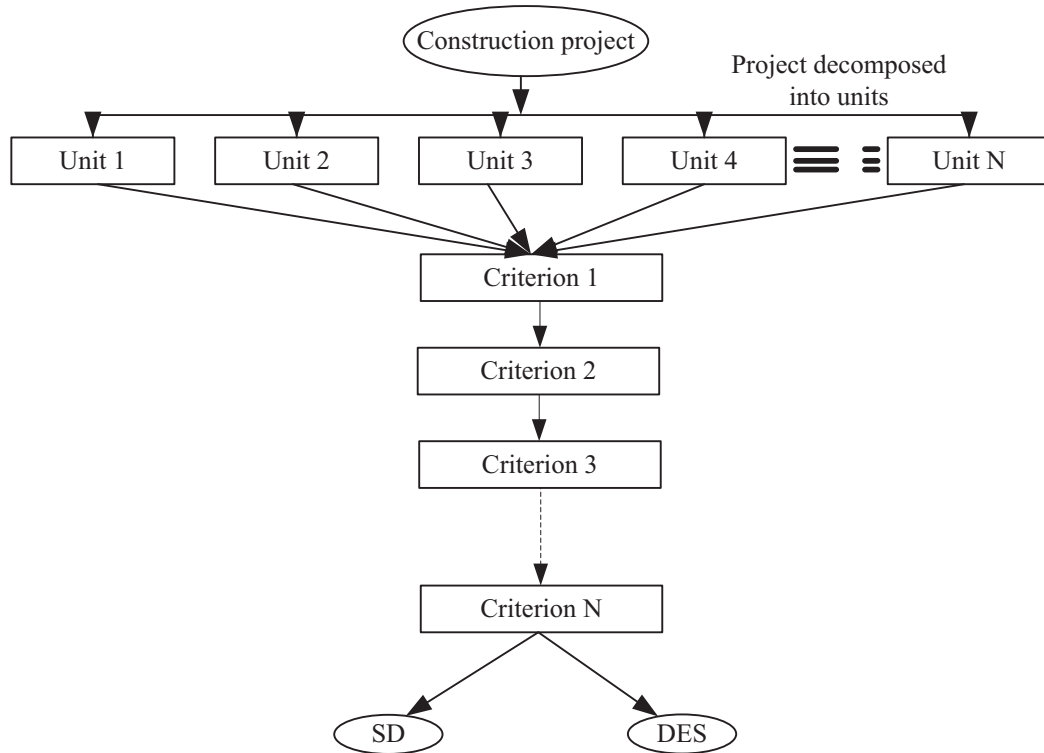 Construction project
Project decomposed
into units
Unit 1
Unit 2
Unit 3
Unit 4
Unit N
Criterion 1
Criterion 2
Criterion 3
Criterion N
SD
DES